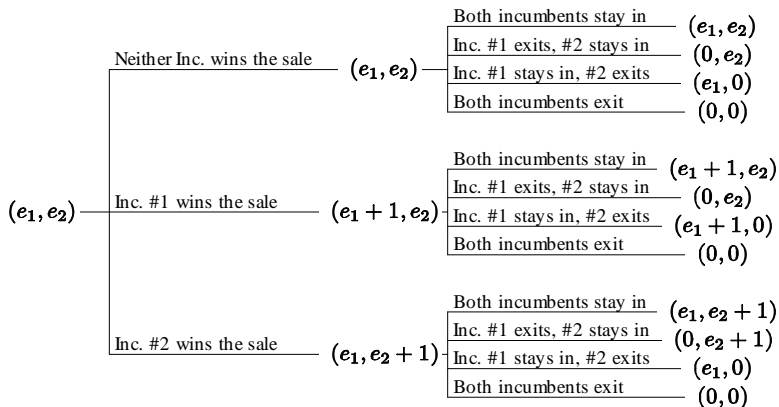 Both incumbents stay in (e₁, e₂)
Inc. #1 exits, #2 stays in (0, e₂)
Neither Inc. wins the sale (e₁, e₂)
Inc. #1 stays in, #2 exits (e₁, 0)
Both incumbents exit (0, 0)
Both incumbents stay in (e₁ + 1, e₂)
Inc. #1 exits, #2 stays in (0, e₂)
(e₁, e₂) Inc. #1 wins the sale (e₁ + 1, e₂)
Inc. #1 stays in, #2 exits (e₁ + 1, 0)
Both incumbents exit (0, 0)
Both incumbents stay in (e₁, e₂ + 1)
Inc. #1 exits, #2 stays in (0, e₂ + 1)
Inc. #2 wins the sale (e₁, e₂ + 1)
Inc. #1 stays in, #2 exits (e₁, 0)
Both incumbents exit (0, 0)